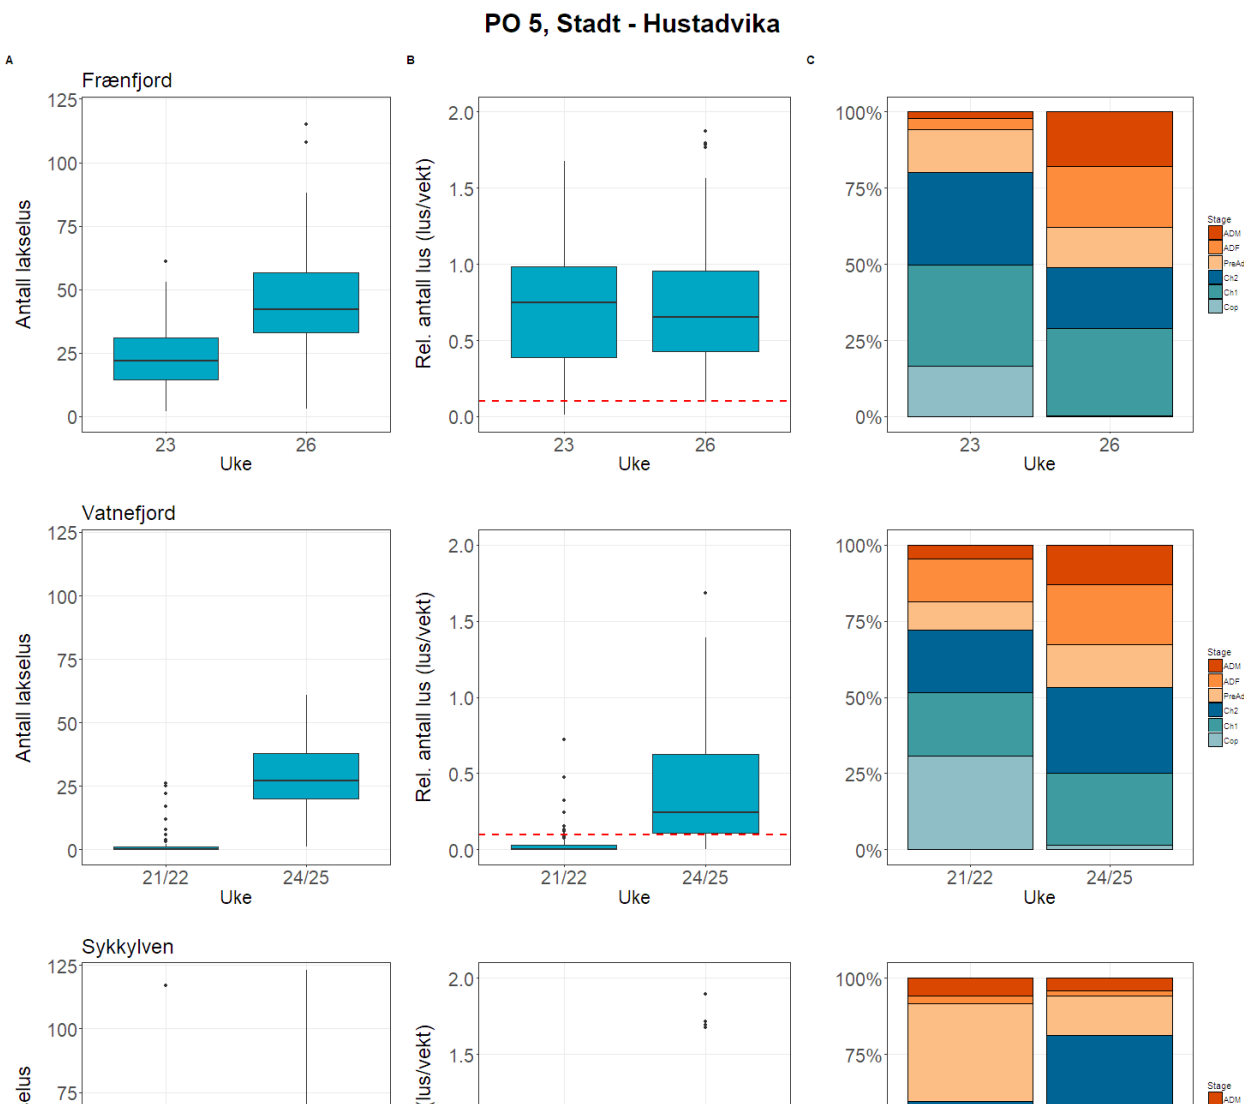 PO 5, Stadt - Hustadvika
A
B
C
Frænfjord
125
100
75
50
25
0
Antall lakselus
23
26
Uke
2.0
1.5
1.0
0.5
0.0
Rel. antall lus (lus/vekt)
23
26
Uke
100%
75%
50%
25%
0%
23
26
Uke
Stage
ADM
ADF
PreAd
Ch2
Ch1
Cop
Vatnefjord
125
100
75
50
25
0
Antall lakselus
21/22
24/25
Uke
2.0
1.5
1.0
0.5
0.0
Rel. antall lus (lus/vekt)
21/22
24/25
Uke
100%
75%
50%
25%
0%
21/22
24/25
Uke
Stage
ADM
ADF
PreAd
Ch2
Ch1
Cop
Sykkylven
125
100
75
elus
2.0
1.5
(lus/vekt)
100%
75%
Stage
ADM